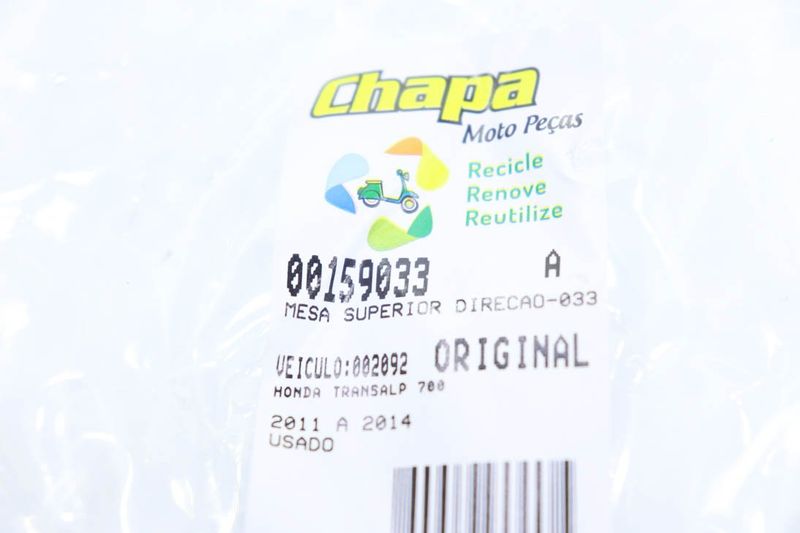 Chapa
Moto Peças
Recicle
Renove
Reutilize
00159033 A
MESA SUPERIOR DIRECAO-033
VEICULO:002092 ORIGINAL
HONDA TRANSALP 700
2011 A 2014
USADO